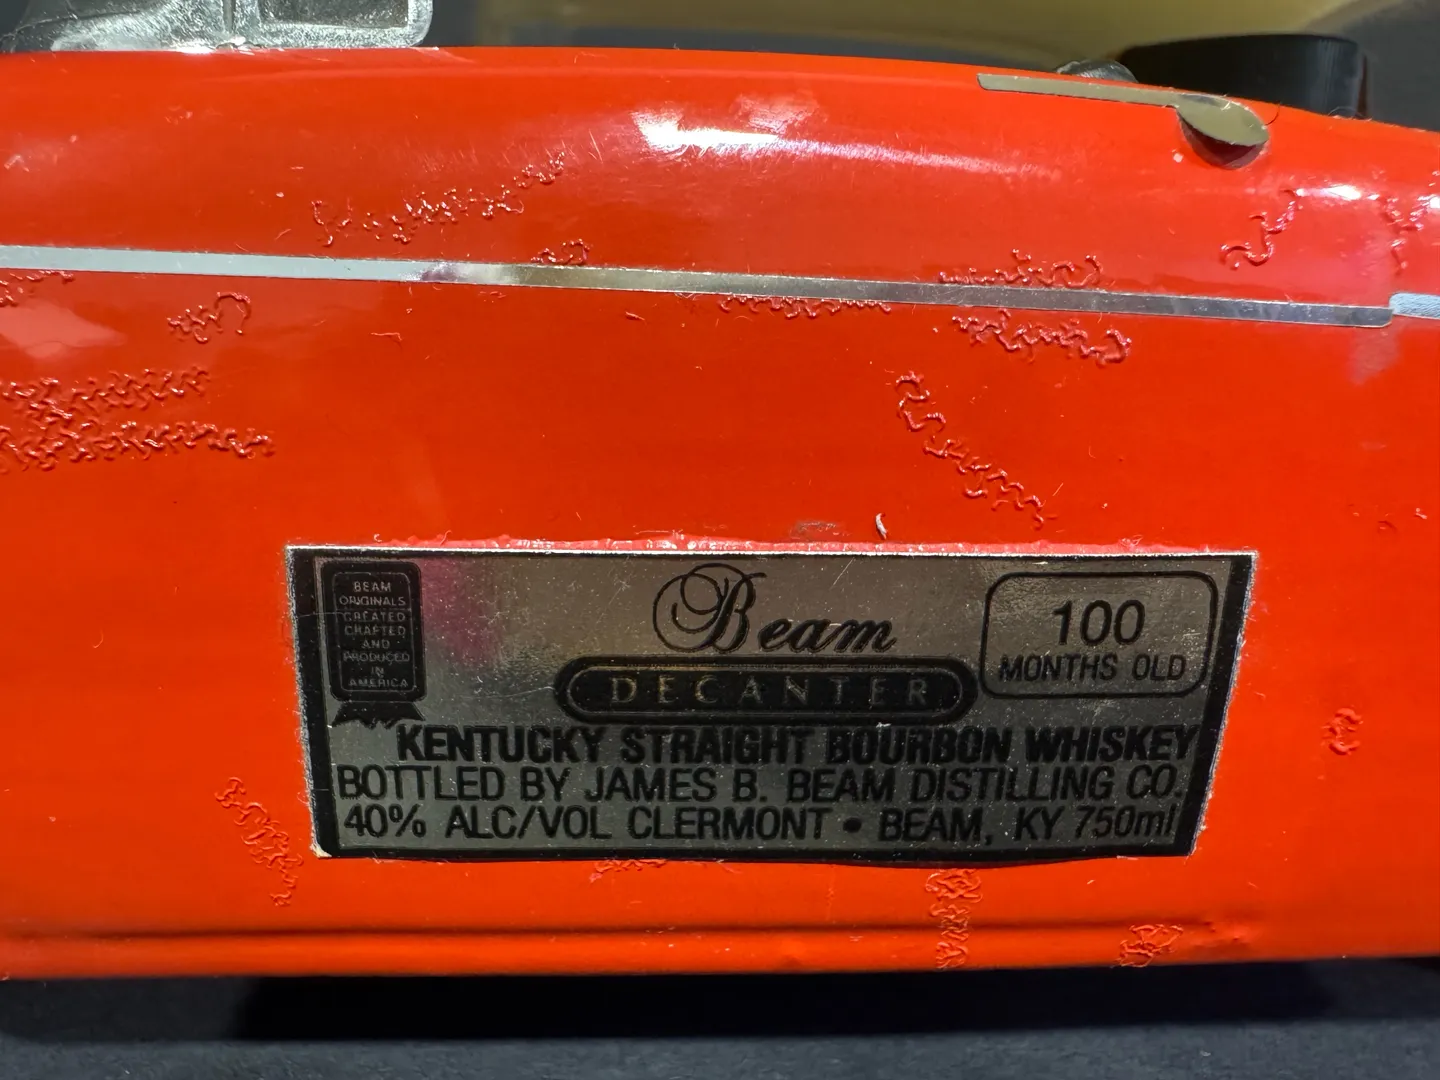 BEAM
ORIGINALS
CREATED
CRAFTED
AND
PRODUCED
IN
AMERICA
Beam
DECANTER
100
MONTHS OLD
KENTUCKY STRAIGHT BOURBON WHISKEY
BOTTLED BY JAMES B. BEAM DISTILLING CO.
40% ALC/VOL CLERMONT • BEAM, KY 750ml